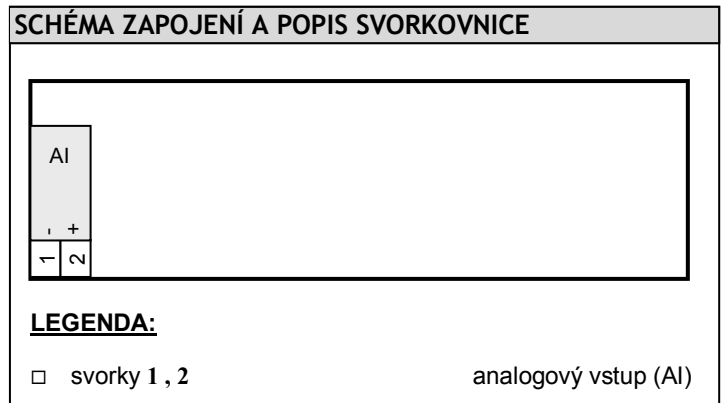 SCHÉMA ZAPOJENÍ A POPIS SVORKOVNICE
AI
- +
1 2
LEGENDA:
□ svorky 1 , 2 analogový vstup (AI)